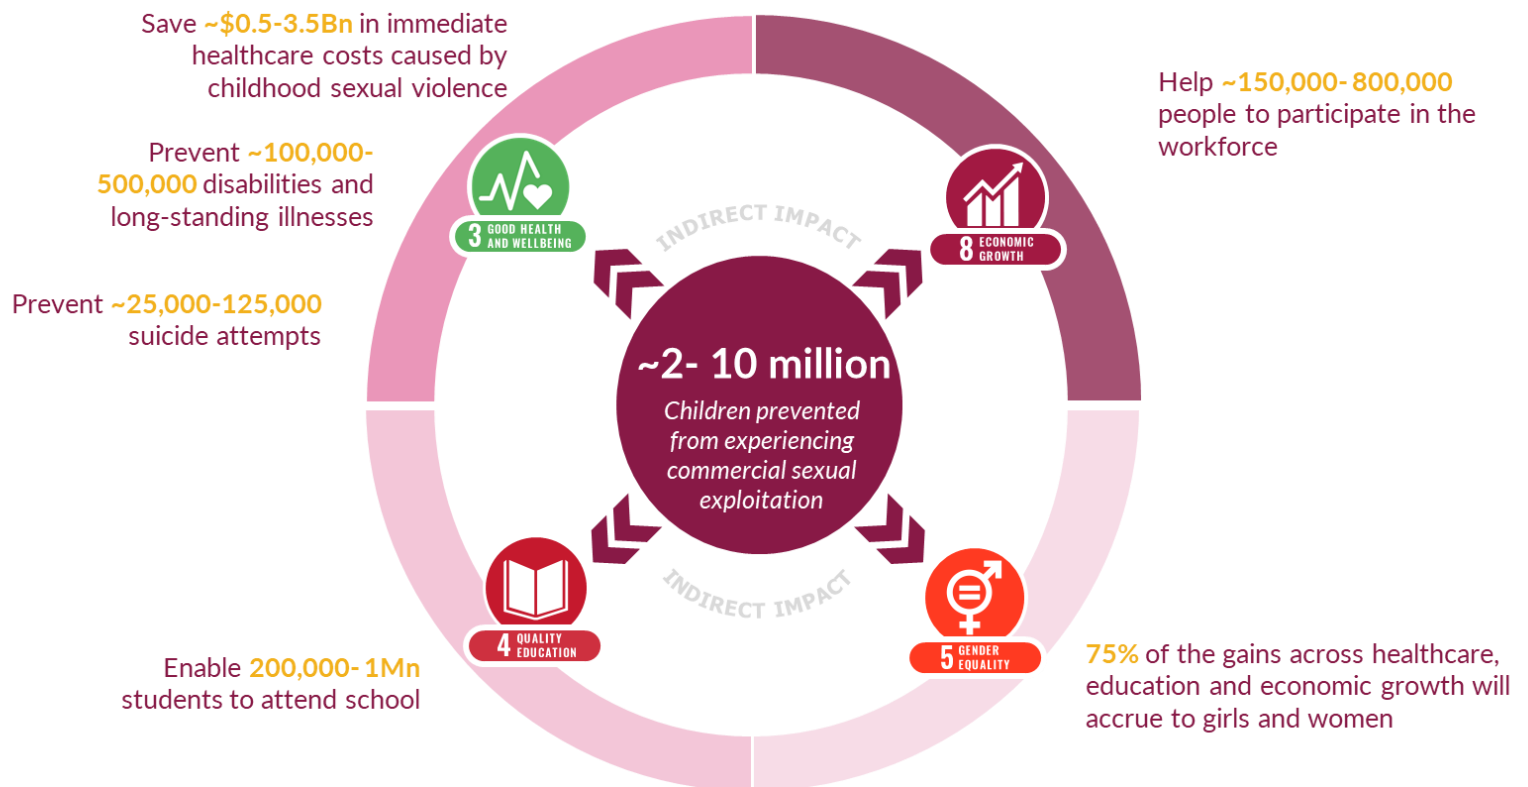 Save ~$0.5-3.5Bn in immediate
healthcare costs caused by
childhood sexual violence
Prevent ~100,000-
500,000 disabilities and
long-standing illnesses
Prevent ~25,000-125,000
suicide attempts
3 GOOD HEALTH
AND WELLBEING
INDIRECT IMPACT
8 ECONOMIC
GROWTH
Help ~150,000- 800,000
people to participate in the
workforce
~2- 10 million
Children prevented
from experiencing
commercial sexual
exploitation
INDIRECT IMPACT
4 QUALITY
EDUCATION
Enable 200,000- 1Mn
students to attend school
5 GENDER
EQUALITY
75% of the gains across healthcare,
education and economic growth will
accrue to girls and women